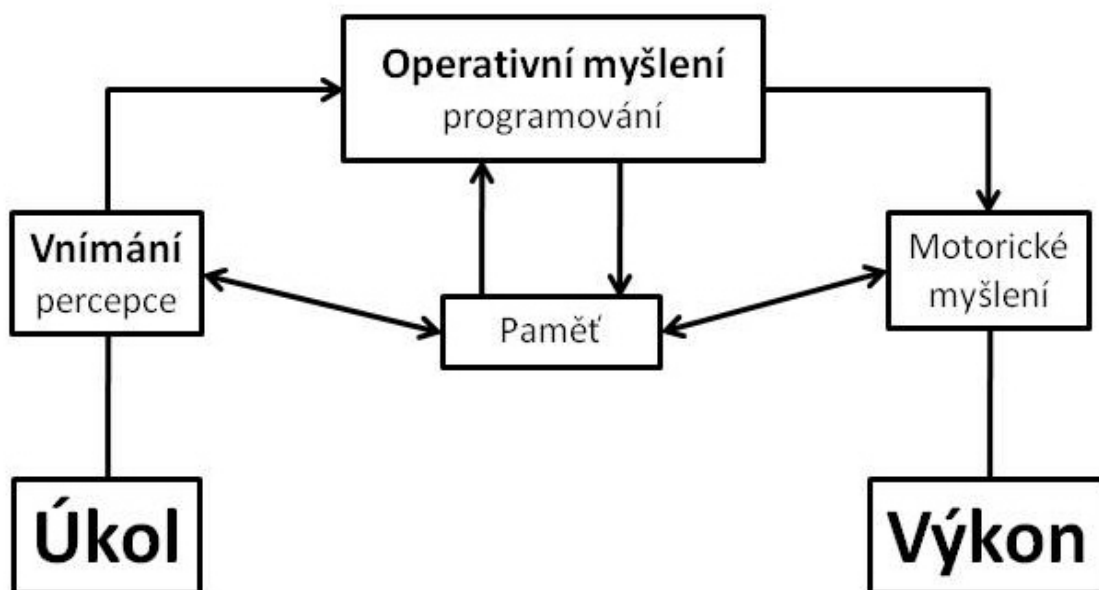 Operativní myšlení
programování
Vnímání
percepce
Motorické
myšlení
Paměť
Úkol
Výkon